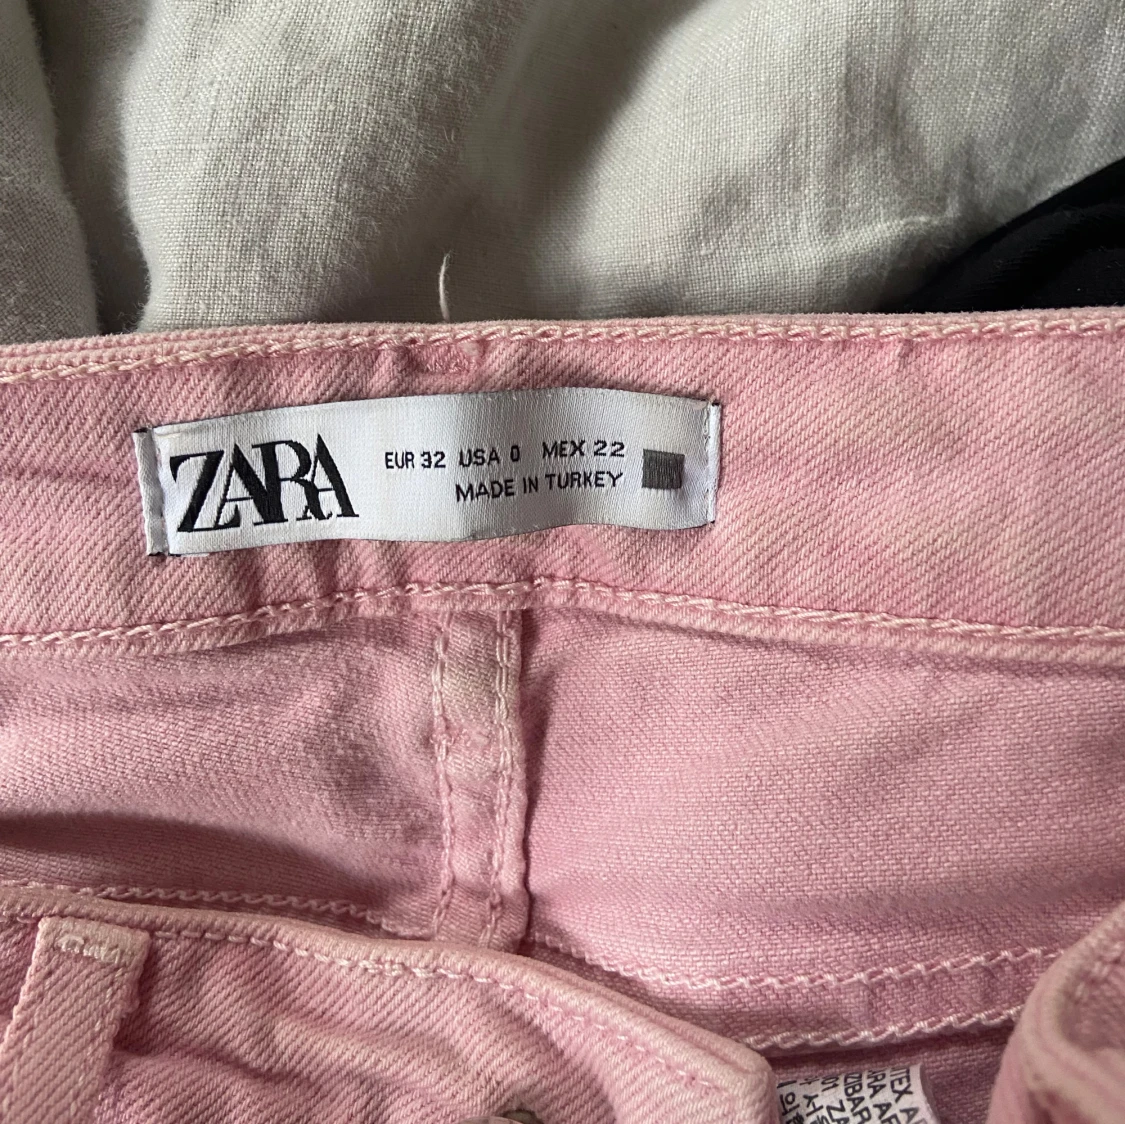 ZARA
EUR 32 USA 0 MEX 22
MADE IN TURKEY